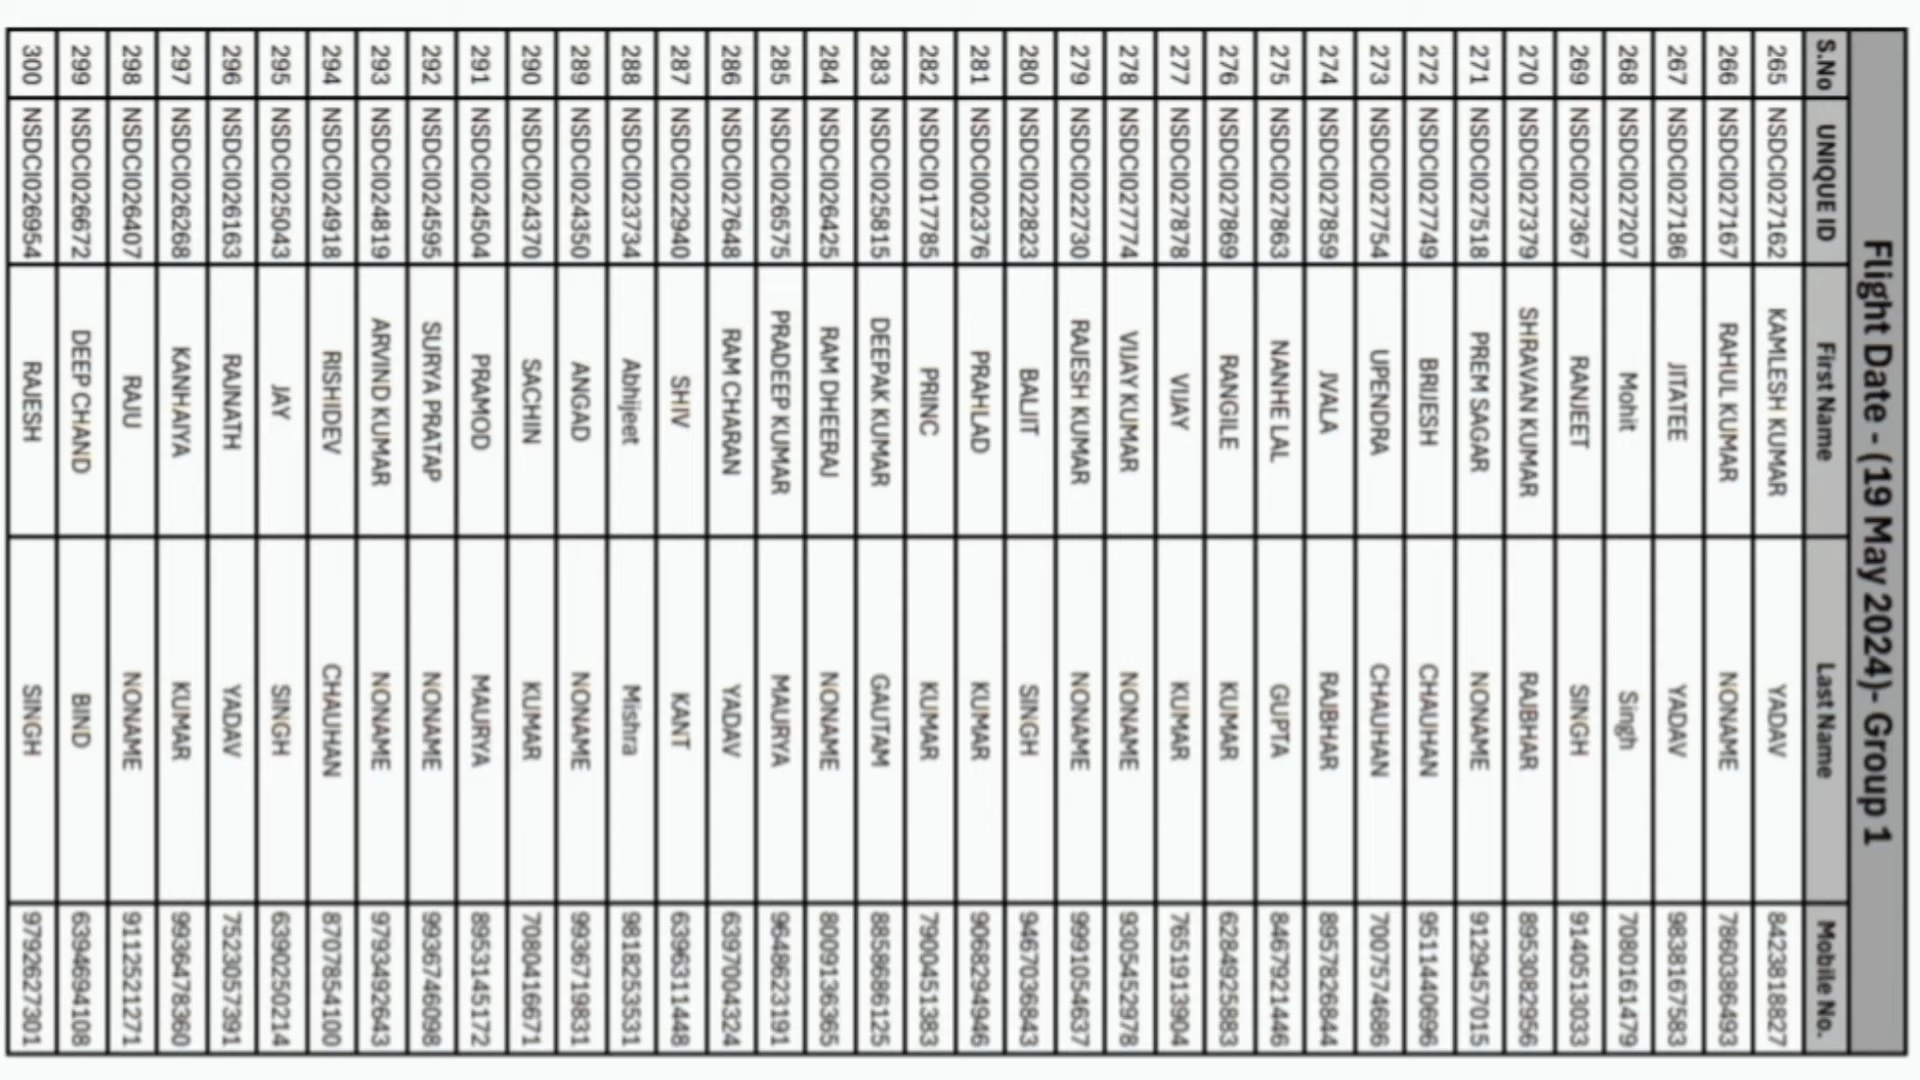 Flight Date - (19 May 2024)- Group 1
S.No UNIQUE ID First Name Last Name Mobile No.
265 NSDCI027162 KAMLESH KUMAR YADAV 8423818827
266 NSDCI027167 RAHUL KUMAR NONAME 7860386493
267 NSDCI027186 JITATEE YADAV 9838167583
268 NSDCI027207 Mohit Singh 7080161479
269 NSDCI027367 RANJEET SINGH 9140513033
270 NSDCI027379 SHRAVAN KUMAR RAJBHAR 8953082956
271 NSDCI027518 PREM SAGAR NONAME 9129457015
272 NSDCI027749 BRIJESH CHAUHAN 9511440696
273 NSDCI027754 UPENDRA CHAUHAN 7007574686
274 NSDCI027859 JVALA RAJBHAR 8957826844
275 NSDCI027863 NANHE LAL GUPTA 8467921446
276 NSDCI027869 RANGILE KUMAR 6284925883
277 NSDCI027878 VIJAY KUMAR 7651913904
278 NSDCI027774 VIJAY KUMAR NONAME 9305452978
279 NSDCI022730 RAJESH KUMAR NONAME 9991054637
280 NSDCI022823 BALJIT SINGH 9467036843
281 NSDCI002376 PRAHLAD KUMAR 9068294946
282 NSDCI017785 PRINC KUMAR 7900451383
283 NSDCI025815 DEEPAK KUMAR GAUTAM 8858686125
284 NSDCI026425 RAM DHEERAJ NONAME 8009136365
285 NSDCI026575 PRADEEP KUMAR MAURYA 9648623191
286 NSDCI027648 RAM CHARAN YADAV 6397004324
287 NSDCI022940 SHIV KANT 6396311448
288 NSDCI023734 Abhijeet Mishra 9818253531
289 NSDCI024350 ANGAD NONAME 9936719831
290 NSDCI024370 SACHIN KUMAR 7080416671
291 NSDCI024504 PRAMOD MAURYA 8953145172
292 NSDCI024595 SURYA PRATAP NONAME 9936746098
293 NSDCI024819 ARVIND KUMAR NONAME 9793492643
294 NSDCI024918 RISHIDEV CHAUHAN 8707854100
295 NSDCI025043 JAY SINGH 6390250214
296 NSDCI026163 RAJNATH YADAV 7523057391
297 NSDCI026268 KANHAIYA KUMAR 9936478360
298 NSDCI026407 RAJU NONAME 9112521271
299 NSDCI026672 DEEP CHAND BIND 6394694108
300 NSDCI026954 RAJESH SINGH 9792627301